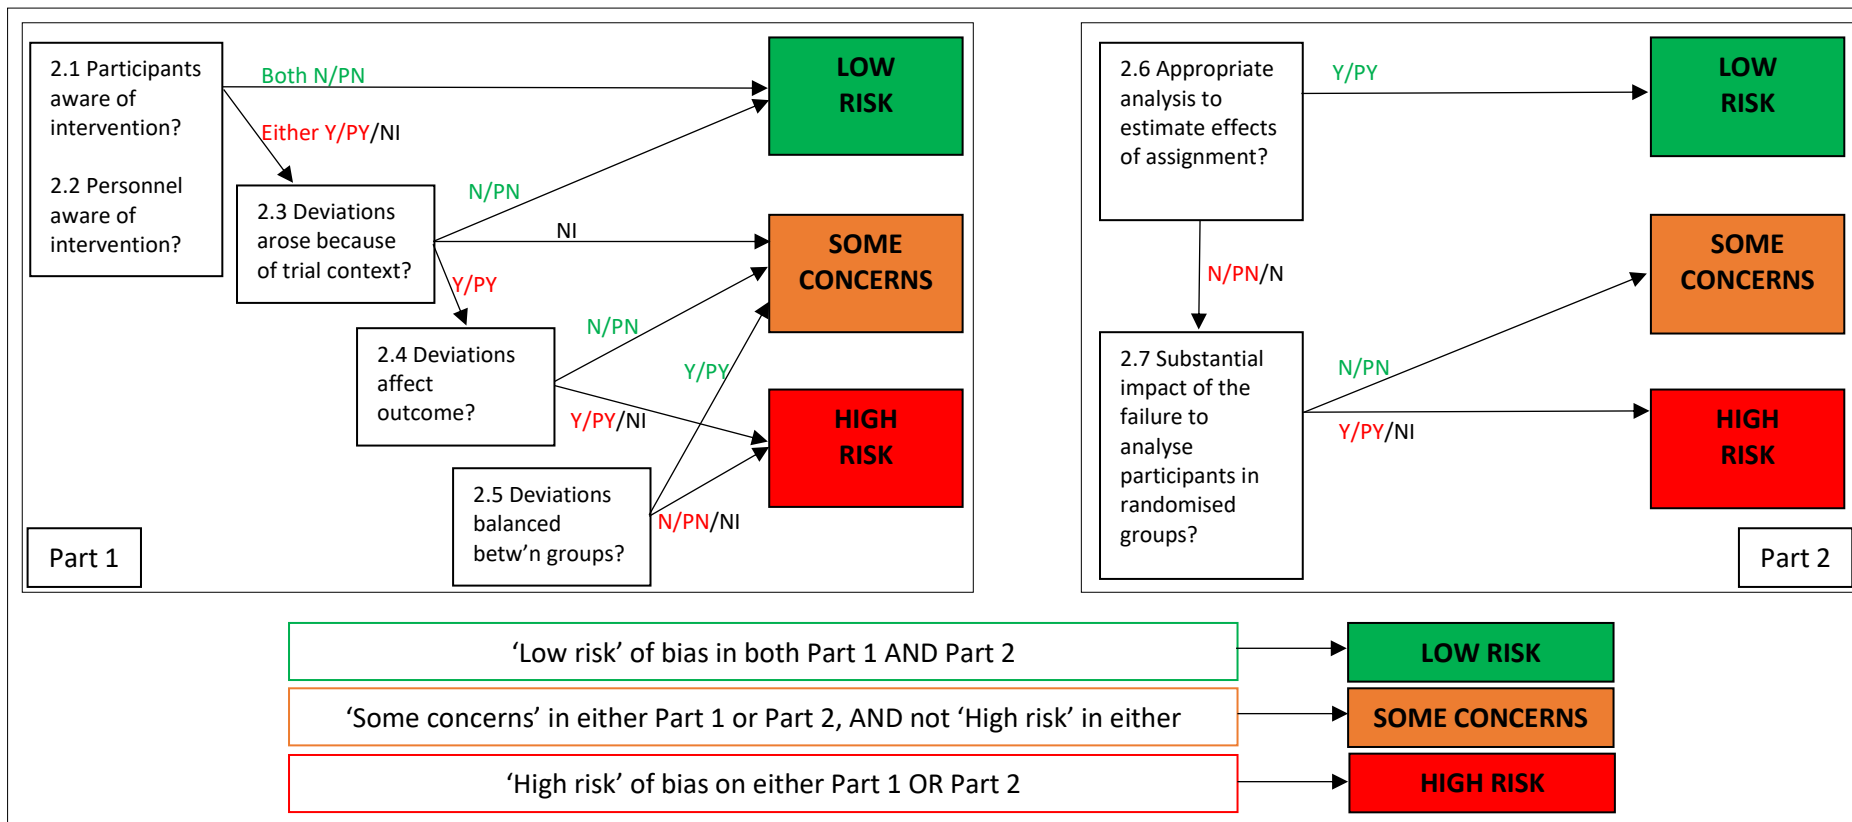 2.1 Participants
aware of
intervention?
2.2 Personnel
aware of
intervention?
Both N/PN
Either Y/PY/NI
2.3 Deviations
arose because
of trial context?
N/PN
NI
Y/PY
2.4 Deviations
affect
outcome?
N/PN
Y/PY/NI
2.5 Deviations
balanced
betw'n groups?
Y/PY
N/PN/NI
LOW
RISK
SOME
CONCERNS
HIGH
RISK
Part 1
2.6 Appropriate
analysis to
estimate effects
of assignment?
Y/PY
N/PN/N
2.7 Substantial
impact of the
failure to
analyse
participants in
randomised
groups?
N/PN
Y/PY/NI
LOW
RISK
SOME
CONCERNS
HIGH
RISK
Part 2
‘Low risk’ of bias in both Part 1 AND Part 2
LOW RISK
‘Some concerns’ in either Part 1 or Part 2, AND not ‘High risk’ in either
SOME CONCERNS
‘High risk’ of bias on either Part 1 OR Part 2
HIGH RISK